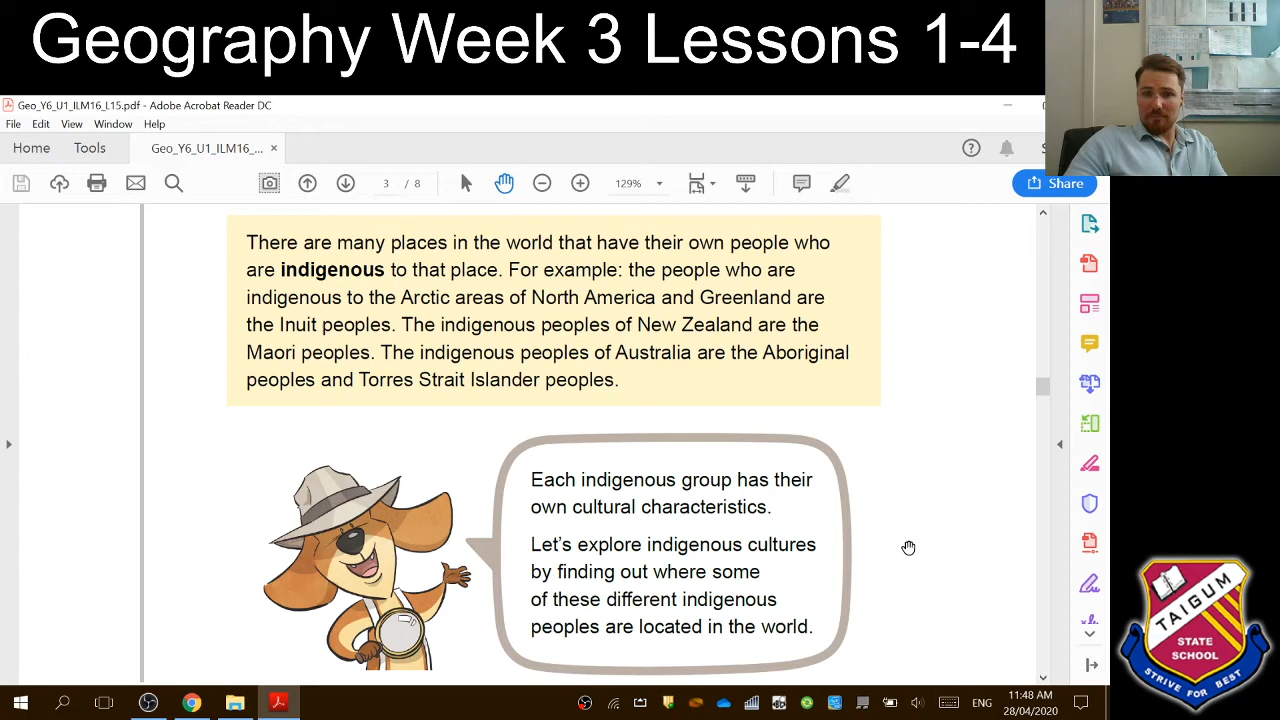 Geography Week 3 Lessons 1-4
Geo_Y6_U1_ILM16_L15.pdf - Adobe Acrobat Reader DC
File Edit View Window Help
Home Tools Geo_Y6_U1_ILM16_... ×
3 / 8 129% Share
There are many places in the world that have their own people who
are indigenous to that place. For example: the people who are
indigenous to the Arctic areas of North America and Greenland are
the Inuit peoples. The indigenous peoples of New Zealand are the
Maori peoples. The indigenous peoples of Australia are the Aboriginal
peoples and Torres Strait Islander peoples.
Each indigenous group has their
own cultural characteristics.
Let's explore indigenous cultures
by finding out where some
of these different indigenous
peoples are located in the world.
TAIGUM
STATE
SCHOOL
STRIVE FOR BEST
ENG
11:48 AM
28/04/2020